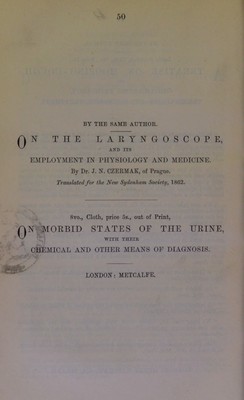 50
BY THE SAME AUTHOR.
ON THE LARYNGOSCOPE,
AND ITS
EMPLOYMENT IN PHYSIOLOGY AND MEDICINE.
By Dr. J. N. CZERMAK, of Prague.
Translated for the New Sydenham Society, 1862.
8vo., Cloth, price 5s., out of Print,
ON MORBID STATES OF THE URINE,
WITH THEIR
CHEMICAL AND OTHER MEANS OF DIAGNOSIS.
LONDON: METCALFE.